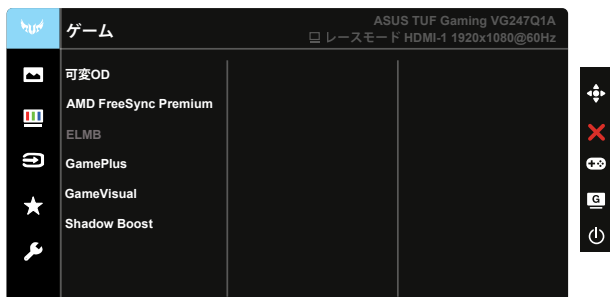 ゲーム
ASUS TUF Gaming VG247Q1A
レースモード HDMI-1 1920x1080@60Hz
可変OD
AMD FreeSync Premium
ELMB
GamePlus
GameVisual
Shadow Boost
G